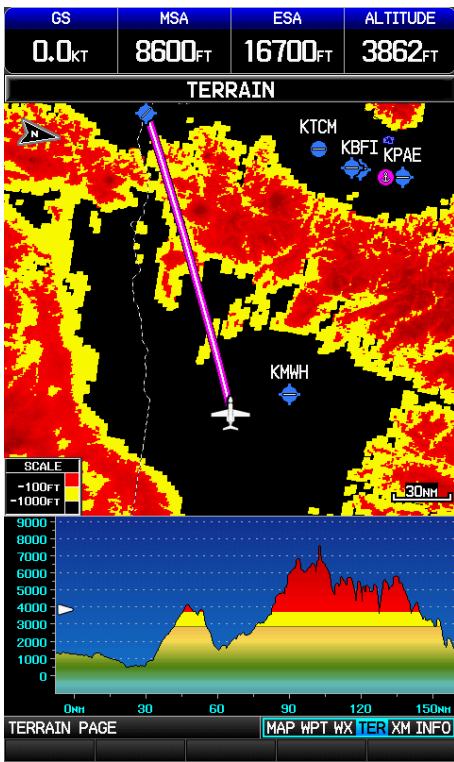 GS MSA ESA ALTITUDE
0.0KT 8600FT 16700FT 3862FT
TERRAIN
N
KTCM
KBFI KPAE
KMWH
SCALE
-100FT
-1000FT
30NM
9000
8000
7000
6000
5000
4000
3000
2000
1000
0
0NM 30 60 90 120 150NM
TERRAIN PAGE MAP WPT WX TER XM INFO